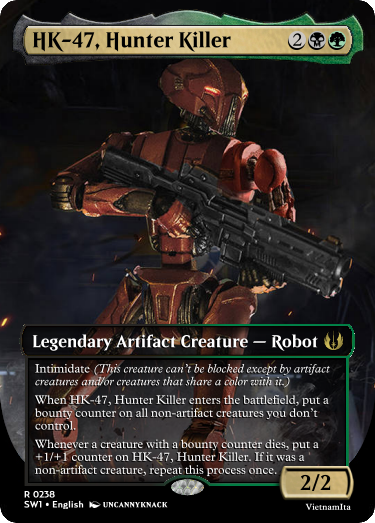 HK-47, Hunter Killer 2
Legendary Artifact Creature — Robot
Intimidate (This creature can't be blocked except by artifact
creatures and/or creatures that share a color with it.)
When HK-47, Hunter Killer enters the battlefield, put a
bounty counter on all non-artifact creatures you don't
control.
Whenever a creature with a bounty counter dies, put a
+1/+1 counter on HK-47, Hunter Killer. If it was a
non-artifact creature, repeat this process once.
2/2
R 0238
SW1 • English UNCANNYKNACK
VietnamIta